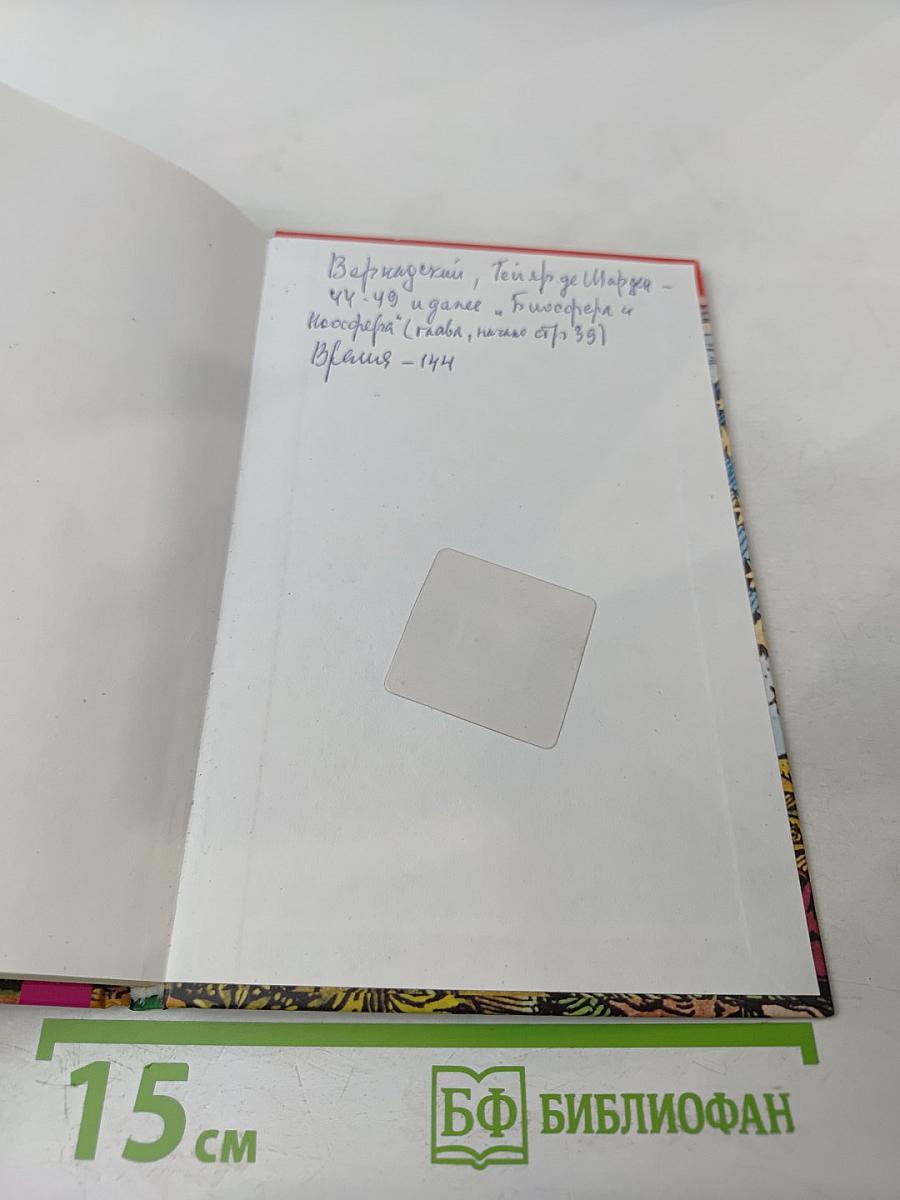 Вернадский, Тейяр де Шарден –
44-49 и далее „Биосфера и
Ноосфера“ (глава, начало стр 39)
Время – 144
15 см
БФ БИБЛИОФАН